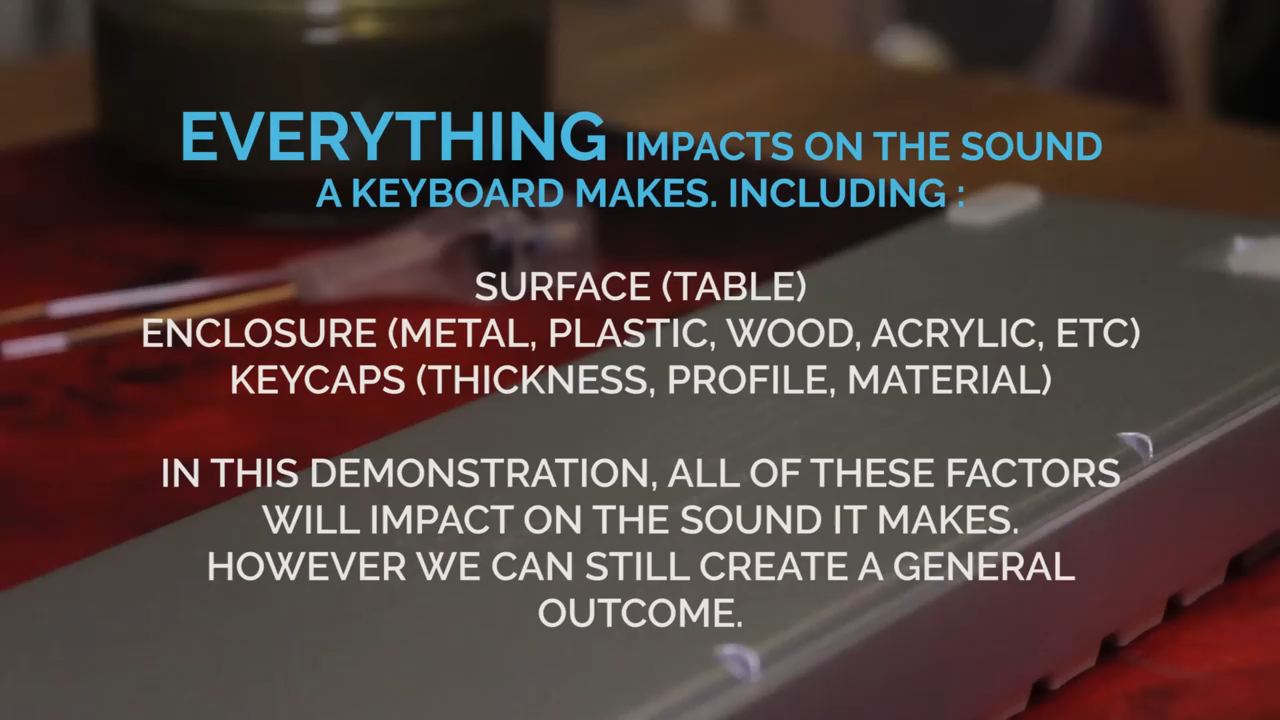 EVERYTHING IMPACTS ON THE SOUND
A KEYBOARD MAKES. INCLUDING :
SURFACE (TABLE)
ENCLOSURE (METAL, PLASTIC, WOOD, ACRYLIC, ETC)
KEYCAPS (THICKNESS, PROFILE, MATERIAL)
IN THIS DEMONSTRATION, ALL OF THESE FACTORS
WILL IMPACT ON THE SOUND IT MAKES.
HOWEVER WE CAN STILL CREATE A GENERAL
OUTCOME.